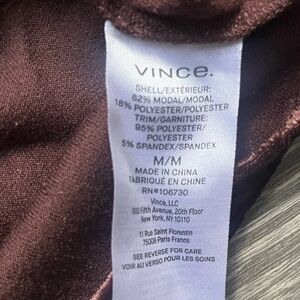 VINCE.
SHELL/EXTÉRIEUR:
82% MODAL/MODAL
18% POLYESTER/POLYESTER
TRIM/GARNITURE:
95% POLYESTER/
POLYESTER
5% SPANDEX/SPANDEX
M/M
MADE IN CHINA
FABRIQUÉ EN CHINE
RN#106730
Vince, LLC
500 Fifth Avenue, 20th Floor
New York, NY 10110
11 Rue Saint Florentin
75008 Paris France
SEE REVERSE FOR CARE
VOIR AU VERSO POUR LES SOINS